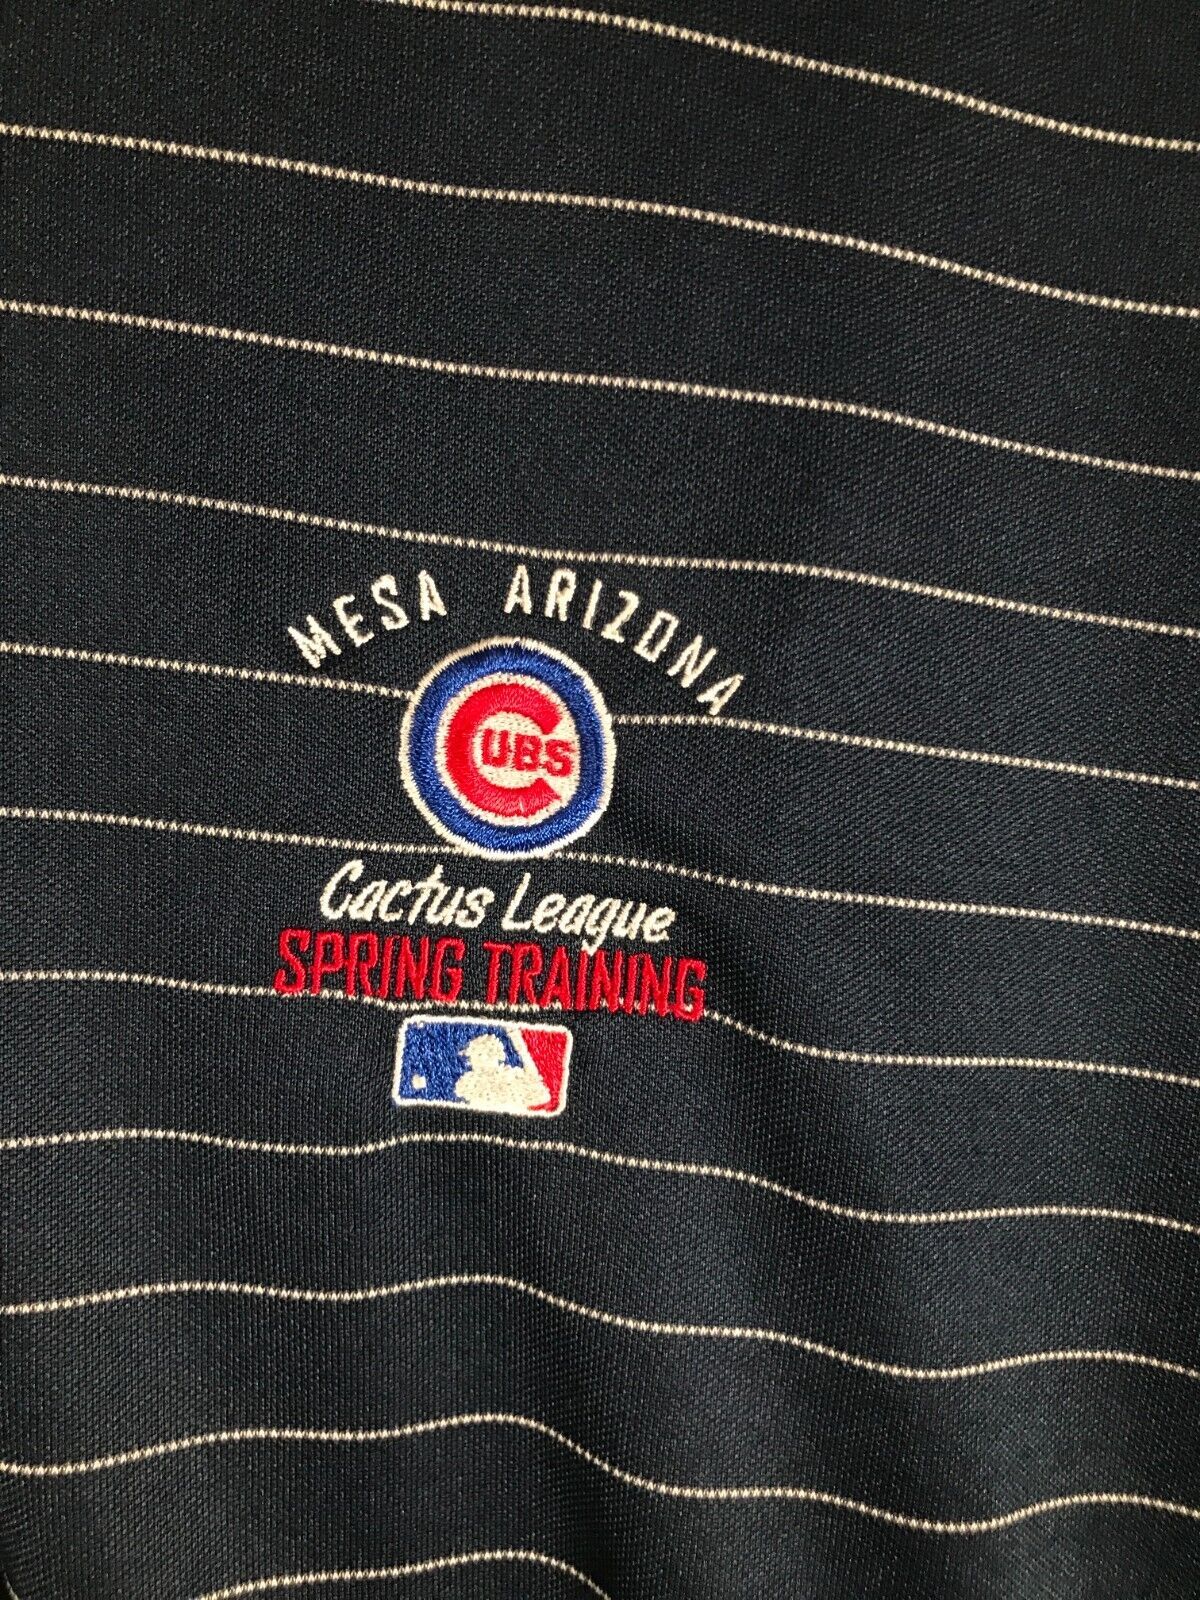 MESA ARIZONA
CUBS
Cactus League
SPRING TRAINING